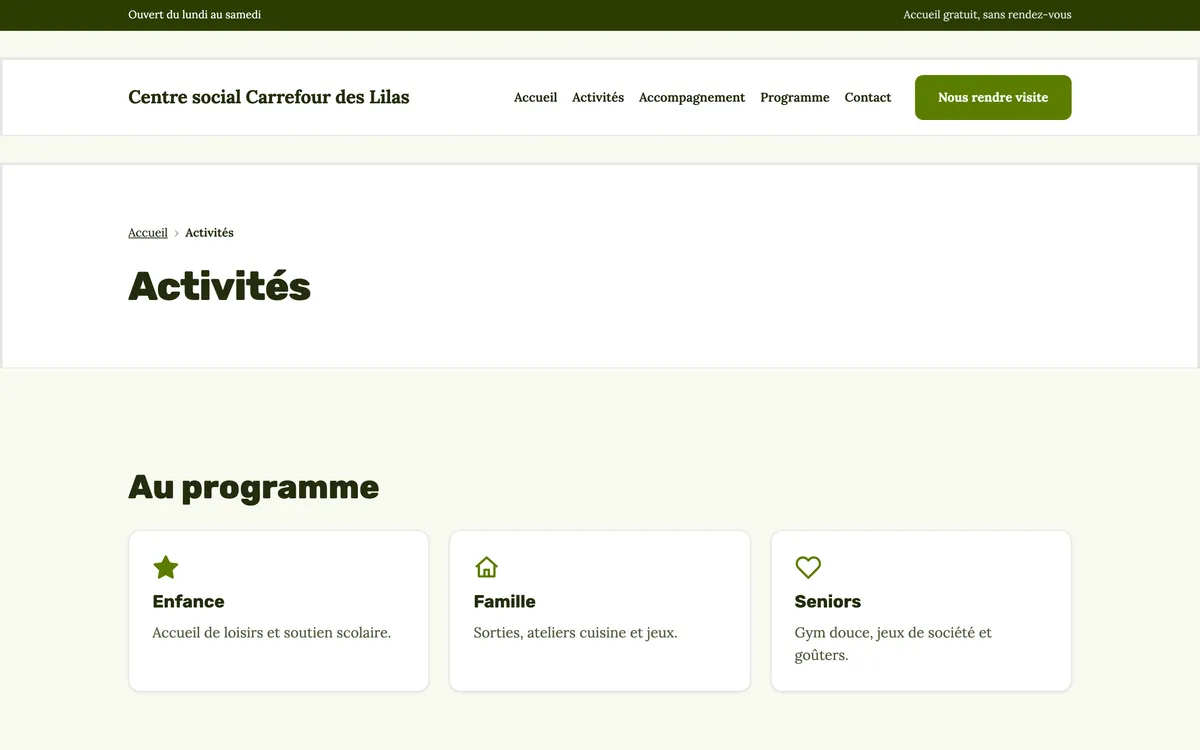 Ouvert du lundi au samedi
Accueil gratuit, sans rendez-vous
Centre social Carrefour des Lilas
Accueil Activités Accompagnement Programme Contact
Nous rendre visite
Accueil › Activités
Activités
Au programme
Enfance
Accueil de loisirs et soutien scolaire.
Famille
Sorties, ateliers cuisine et jeux.
Seniors
Gym douce, jeux de société et
goûters.